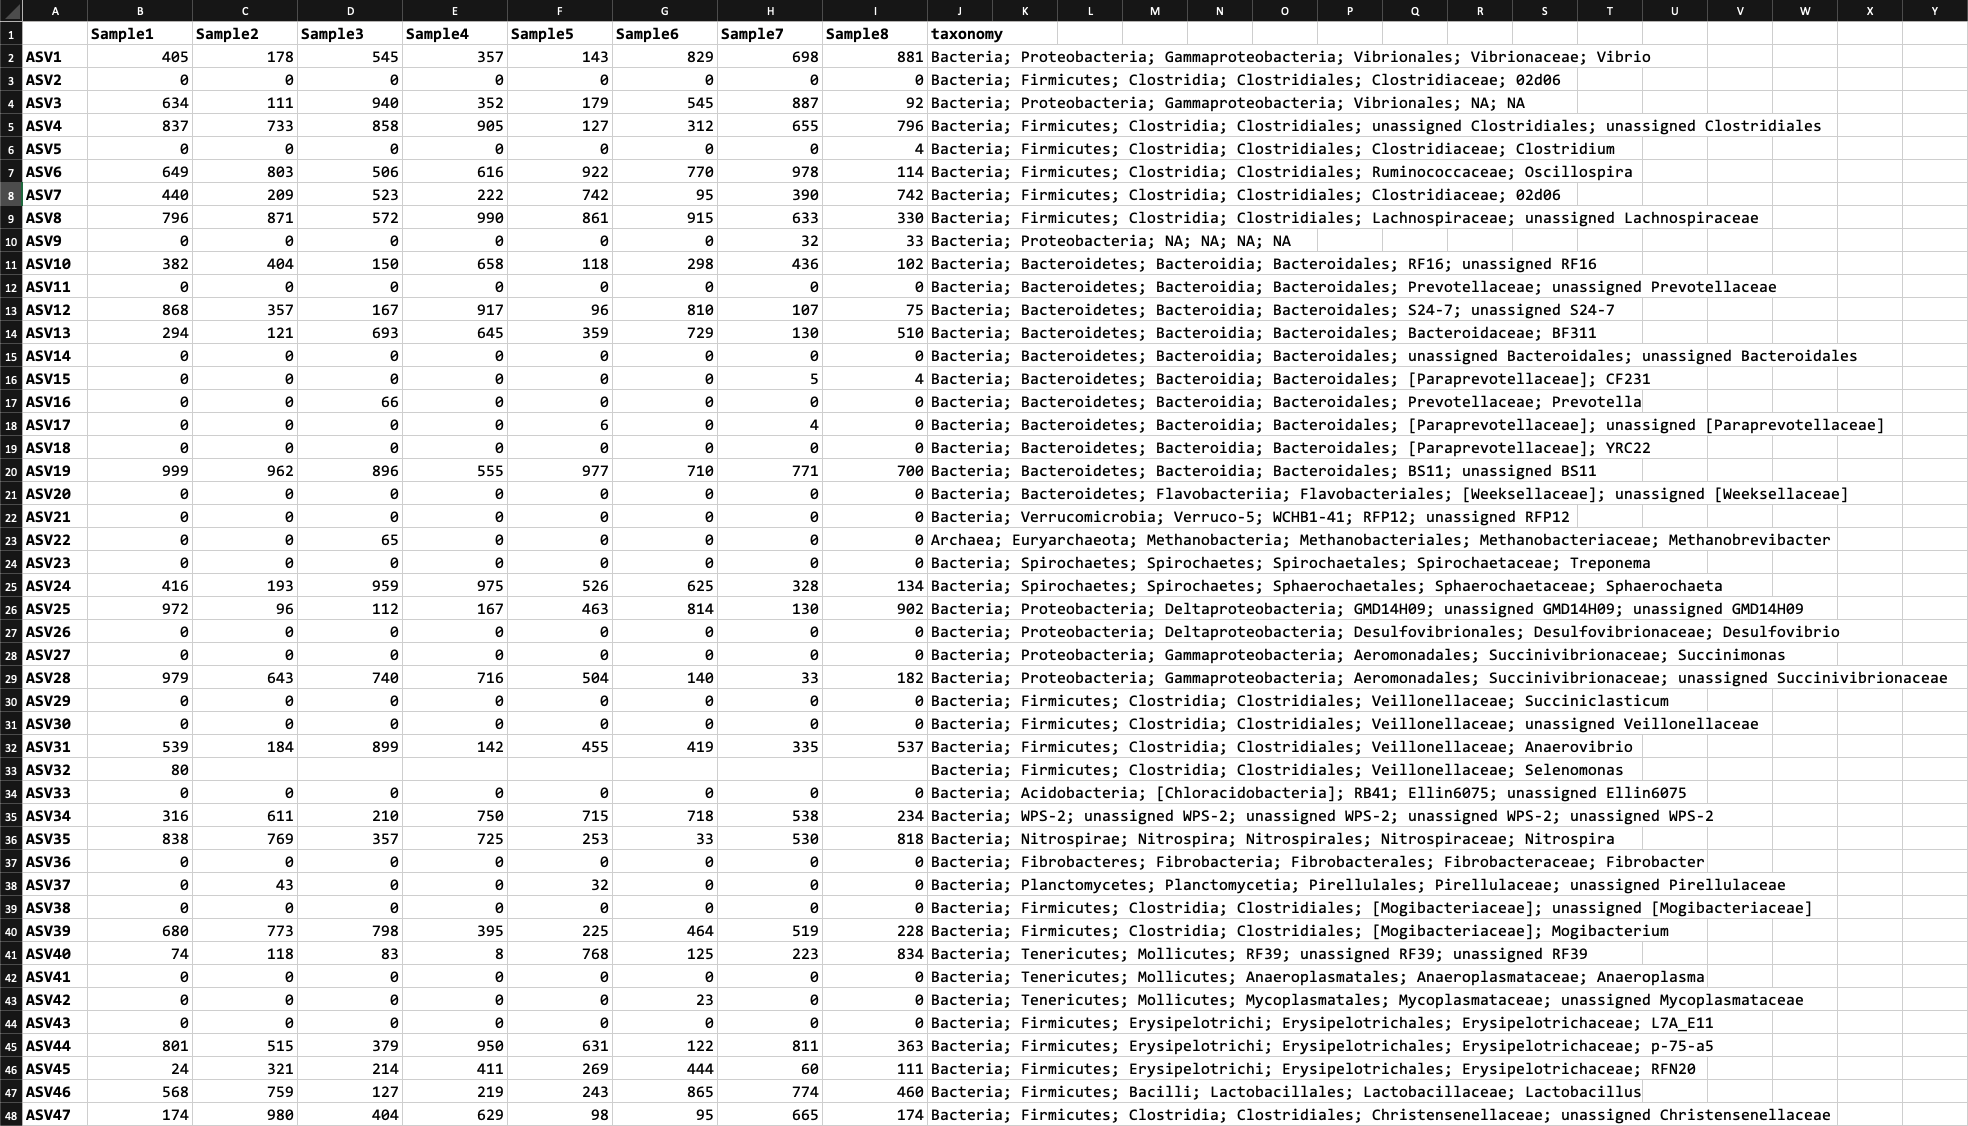 A B C D E F G H I J K L M N O P Q R S T U V W X Y
1 Sample1 Sample2 Sample3 Sample4 Sample5 Sample6 Sample7 Sample8 taxonomy
2 ASV1 405 178 545 357 143 829 698 881 Bacteria; Proteobacteria; Gammaproteobacteria; Vibrionales; Vibrionaceae; Vibrio
3 ASV2 0 0 0 0 0 0 0 0 Bacteria; Firmicutes; Clostridia; Clostridiales; Clostridiaceae; 02d06
4 ASV3 634 111 940 352 179 545 887 92 Bacteria; Proteobacteria; Gammaproteobacteria; Vibrionales; NA; NA
5 ASV4 837 733 858 905 127 312 655 796 Bacteria; Firmicutes; Clostridia; Clostridiales; unassigned Clostridiales; unassigned Clostridiales
6 ASV5 0 0 0 0 0 0 0 4 Bacteria; Firmicutes; Clostridia; Clostridiales; Clostridiaceae; Clostridium
7 ASV6 649 803 506 616 922 770 978 114 Bacteria; Firmicutes; Clostridia; Clostridiales; Ruminococcaceae; Oscillospira
8 ASV7 440 209 523 222 742 95 390 742 Bacteria; Firmicutes; Clostridia; Clostridiales; Clostridiaceae; 02d06
9 ASV8 796 871 572 990 861 915 633 330 Bacteria; Firmicutes; Clostridia; Clostridiales; Lachnospiraceae; unassigned Lachnospiraceae
10 ASV9 0 0 0 0 0 0 32 33 Bacteria; Proteobacteria; NA; NA; NA; NA
11 ASV10 382 404 150 658 118 298 436 102 Bacteria; Bacteroidetes; Bacteroidia; Bacteroidales; RF16; unassigned RF16
12 ASV11 0 0 0 0 0 0 0 0 Bacteria; Bacteroidetes; Bacteroidia; Bacteroidales; Prevotellaceae; unassigned Prevotellaceae
13 ASV12 868 357 167 917 96 810 107 75 Bacteria; Bacteroidetes; Bacteroidia; Bacteroidales; S24-7; unassigned S24-7
14 ASV13 294 121 693 645 359 729 130 510 Bacteria; Bacteroidetes; Bacteroidia; Bacteroidales; Bacteroidaceae; BF311
15 ASV14 0 0 0 0 0 0 0 0 Bacteria; Bacteroidetes; Bacteroidia; Bacteroidales; unassigned Bacteroidales; unassigned Bacteroidales
16 ASV15 0 0 0 0 0 0 5 4 Bacteria; Bacteroidetes; Bacteroidia; Bacteroidales; [Paraprevotellaceae]; CF231
17 ASV16 0 0 66 0 0 0 0 0 Bacteria; Bacteroidetes; Bacteroidia; Bacteroidales; Prevotellaceae; Prevotella
18 ASV17 0 0 0 0 6 0 4 0 Bacteria; Bacteroidetes; Bacteroidia; Bacteroidales; [Paraprevotellaceae]; unassigned [Paraprevotellaceae]
19 ASV18 0 0 0 0 0 0 0 0 Bacteria; Bacteroidetes; Bacteroidia; Bacteroidales; [Paraprevotellaceae]; YRC22
20 ASV19 999 962 896 555 977 710 771 700 Bacteria; Bacteroidetes; Bacteroidia; Bacteroidales; BS11; unassigned BS11
21 ASV20 0 0 0 0 0 0 0 0 Bacteria; Bacteroidetes; Flavobacteriia; Flavobacteriales; [Weeksellaceae]; unassigned [Weeksellaceae]
22 ASV21 0 0 0 0 0 0 0 0 Bacteria; Verrucomicrobia; Verruco-5; WCHB1-41; RFP12; unassigned RFP12
23 ASV22 0 0 65 0 0 0 0 0 Archaea; Euryarchaeota; Methanobacteria; Methanobacteriales; Methanobacteriaceae; Methanobrevibacter
24 ASV23 0 0 0 0 0 0 0 0 Bacteria; Spirochaetes; Spirochaetes; Spirochaetales; Spirochaetaceae; Treponema
25 ASV24 416 193 959 975 526 625 328 134 Bacteria; Spirochaetes; Spirochaetes; Sphaerochaetales; Sphaerochaetaceae; Sphaerochaeta
26 ASV25 972 96 112 167 463 814 130 902 Bacteria; Proteobacteria; Deltaproteobacteria; GMD14H09; unassigned GMD14H09; unassigned GMD14H09
27 ASV26 0 0 0 0 0 0 0 0 Bacteria; Proteobacteria; Deltaproteobacteria; Desulfovibrionales; Desulfovibrionaceae; Desulfovibrio
28 ASV27 0 0 0 0 0 0 0 0 Bacteria; Proteobacteria; Gammaproteobacteria; Aeromonadales; Succinivibrionaceae; Succinimonas
29 ASV28 979 643 740 716 504 140 33 182 Bacteria; Proteobacteria; Gammaproteobacteria; Aeromonadales; Succinivibrionaceae; unassigned Succinivibrionaceae
30 ASV29 0 0 0 0 0 0 0 0 Bacteria; Firmicutes; Clostridia; Clostridiales; Veillonellaceae; Succiniclasticum
31 ASV30 0 0 0 0 0 0 0 0 Bacteria; Firmicutes; Clostridia; Clostridiales; Veillonellaceae; unassigned Veillonellaceae
32 ASV31 539 184 899 142 455 419 335 537 Bacteria; Firmicutes; Clostridia; Clostridiales; Veillonellaceae; Anaerovibrio
33 ASV32 80 Bacteria; Firmicutes; Clostridia; Clostridiales; Veillonellaceae; Selenomonas
34 ASV33 0 0 0 0 0 0 0 0 Bacteria; Acidobacteria; [Chloracidobacteria]; RB41; Ellin6075; unassigned Ellin6075
35 ASV34 316 611 210 750 715 718 538 234 Bacteria; WPS-2; unassigned WPS-2; unassigned WPS-2; unassigned WPS-2; unassigned WPS-2
36 ASV35 838 769 357 725 253 33 530 818 Bacteria; Nitrospirae; Nitrospira; Nitrospirales; Nitrospiraceae; Nitrospira
37 ASV36 0 0 0 0 0 0 0 0 Bacteria; Fibrobacteres; Fibrobacteria; Fibrobacterales; Fibrobacteraceae; Fibrobacter
38 ASV37 0 43 0 0 32 0 0 0 Bacteria; Planctomycetes; Planctomycetia; Pirellulales; Pirellulaceae; unassigned Pirellulaceae
39 ASV38 0 0 0 0 0 0 0 0 Bacteria; Firmicutes; Clostridia; Clostridiales; [Mogibacteriaceae]; unassigned [Mogibacteriaceae]
40 ASV39 680 773 798 395 225 464 519 228 Bacteria; Firmicutes; Clostridia; Clostridiales; [Mogibacteriaceae]; Mogibacterium
41 ASV40 74 118 83 8 768 125 223 834 Bacteria; Tenericutes; Mollicutes; RF39; unassigned RF39; unassigned RF39
42 ASV41 0 0 0 0 0 0 0 0 Bacteria; Tenericutes; Mollicutes; Anaeroplasmatales; Anaeroplasmataceae; Anaeroplasma
43 ASV42 0 0 0 0 0 23 0 0 Bacteria; Tenericutes; Mollicutes; Mycoplasmatales; Mycoplasmataceae; unassigned Mycoplasmataceae
44 ASV43 0 0 0 0 0 0 0 0 Bacteria; Firmicutes; Erysipelotrichi; Erysipelotrichales; Erysipelotrichaceae; L7A_E11
45 ASV44 801 515 379 950 631 122 811 363 Bacteria; Firmicutes; Erysipelotrichi; Erysipelotrichales; Erysipelotrichaceae; p-75-a5
46 ASV45 24 321 214 411 269 444 60 111 Bacteria; Firmicutes; Erysipelotrichi; Erysipelotrichales; Erysipelotrichaceae; RFN20
47 ASV46 568 759 127 219 243 865 774 460 Bacteria; Firmicutes; Bacilli; Lactobacillales; Lactobacillaceae; Lactobacillus
48 ASV47 174 980 404 629 98 95 665 174 Bacteria; Firmicutes; Clostridia; Clostridiales; Christensenellaceae; unassigned Christensenellaceae